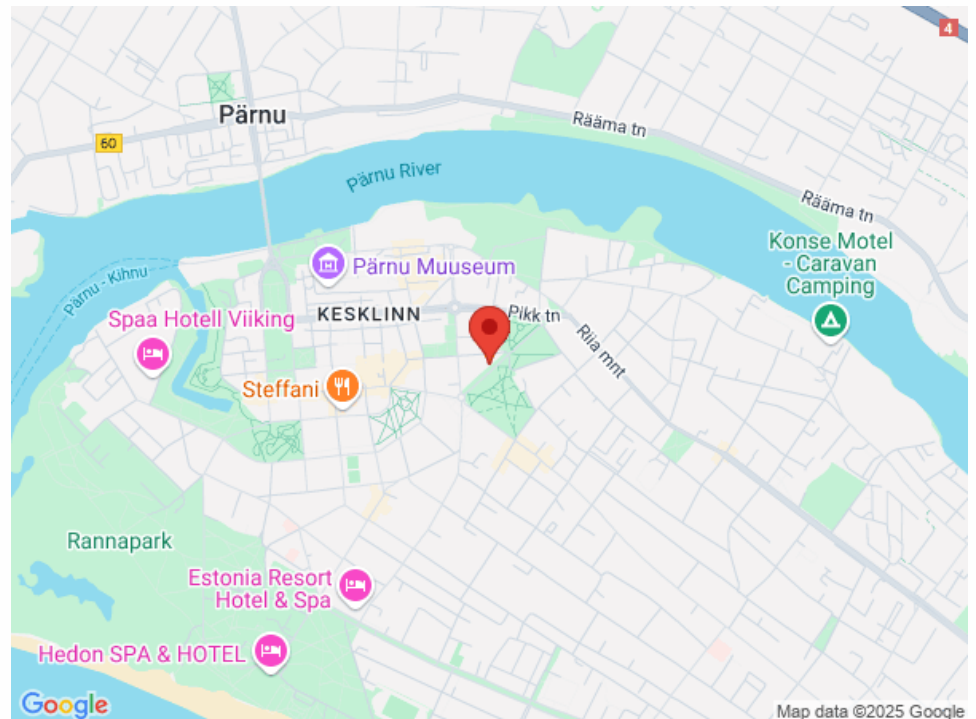 4
Pärnu
60
Rääma tn
Pärnu River
Rääma tn
Konse Motel
- Caravan
Camping
Pärnu - Kihnu
Pärnu Muuseum
Spaa Hotell Viiking
KESKLINN
Pikk tn
Riia mnt
Steffani
Rannapark
Estonia Resort
Hotel & Spa
Hedon SPA & HOTEL
Google
Map data ©2025 Google